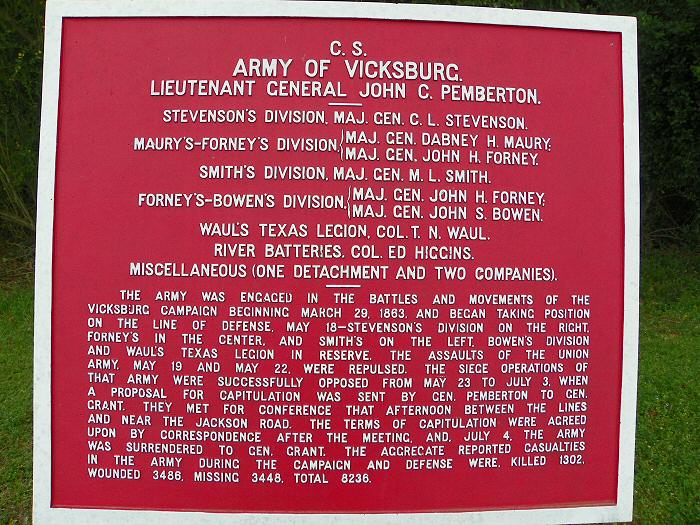 C. S.
ARMY OF VICKSBURG.
LIEUTENANT GENERAL JOHN C. PEMBERTON.
STEVENSON'S DIVISION, MAJ. GEN. C. L. STEVENSON.
MAURY'S-FORNEY'S DIVISION, {MAJ. GEN. DABNEY H. MAURY;
MAJ. GEN. JOHN H. FORNEY.
SMITH'S DIVISION, MAJ. GEN. M. L. SMITH.
FORNEY'S-BOWEN'S DIVISION, {MAJ. GEN. JOHN H. FORNEY;
MAJ. GEN. JOHN S. BOWEN.
WAUL'S TEXAS LEGION, COL. T. N. WAUL.
RIVER BATTERIES, COL. ED HIGGINS.
MISCELLANEOUS (ONE DETACHMENT AND TWO COMPANIES).
THE ARMY WAS ENGAGED IN THE BATTLES AND MOVEMENTS OF THE
VICKSBURG CAMPAIGN BEGINNING MARCH 29, 1863, AND BEGAN TAKING POSITION
ON THE LINE OF DEFENSE, MAY 18—STEVENSON'S DIVISION ON THE RIGHT,
FORNEY'S IN THE CENTER, AND SMITH'S ON THE LEFT, BOWEN'S DIVISION
AND WAUL'S TEXAS LEGION IN RESERVE. THE ASSAULTS OF THE UNION
ARMY, MAY 19 AND MAY 22, WERE REPULSED. THE SIEGE OPERATIONS OF
THAT ARMY WERE SUCCESSFULLY OPPOSED FROM MAY 23 TO JULY 3, WHEN
A PROPOSAL FOR CAPITULATION WAS SENT BY GEN. PEMBERTON TO GEN.
GRANT. THEY MET FOR CONFERENCE THAT AFTERNOON BETWEEN THE LINES
AND NEAR THE JACKSON ROAD. THE TERMS OF CAPITULATION WERE AGREED
UPON BY CORRESPONDENCE AFTER THE MEETING, AND, JULY 4, THE ARMY
WAS SURRENDERED TO GEN. GRANT. THE AGGREGATE REPORTED CASUALTIES
IN THE ARMY DURING THE CAMPAIGN AND DEFENSE WERE, KILLED 1302,
WOUNDED 3486, MISSING 3448, TOTAL 8236.